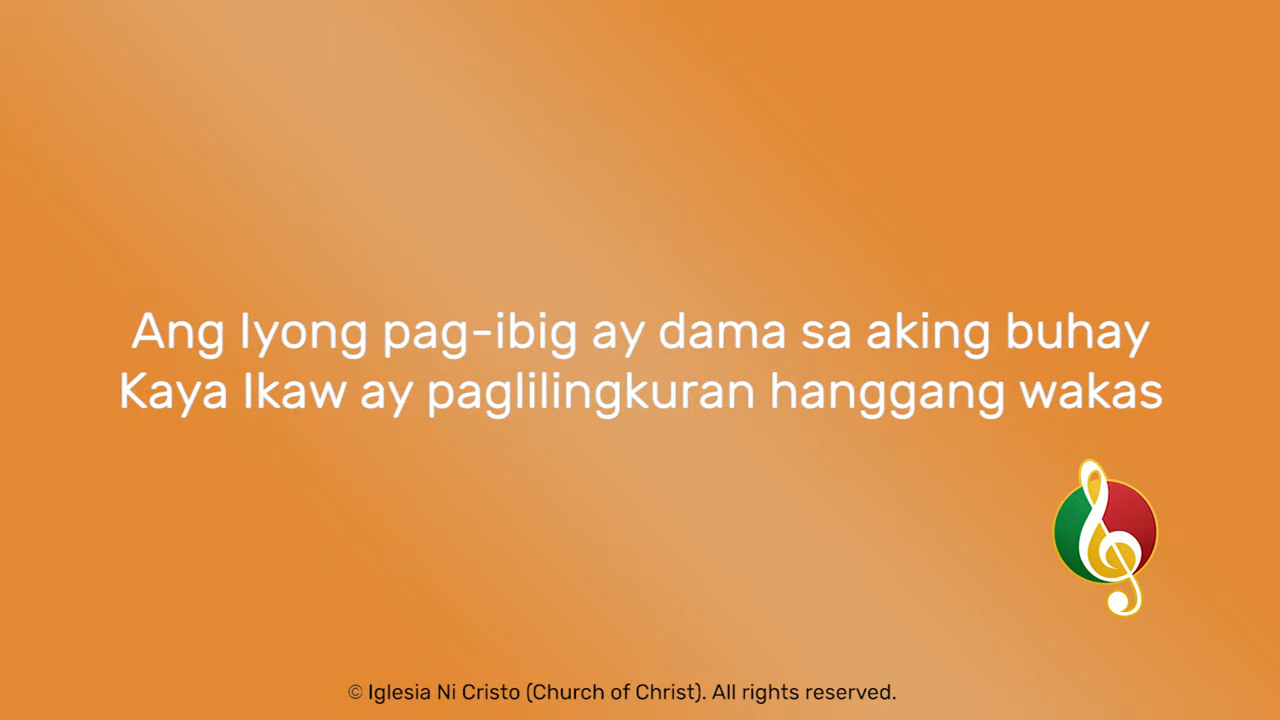 Ang Iyong pag-ibig ay dama sa aking buhay
Kaya Ikaw ay paglilingkuran hanggang wakas
© Iglesia Ni Cristo (Church of Christ). All rights reserved.